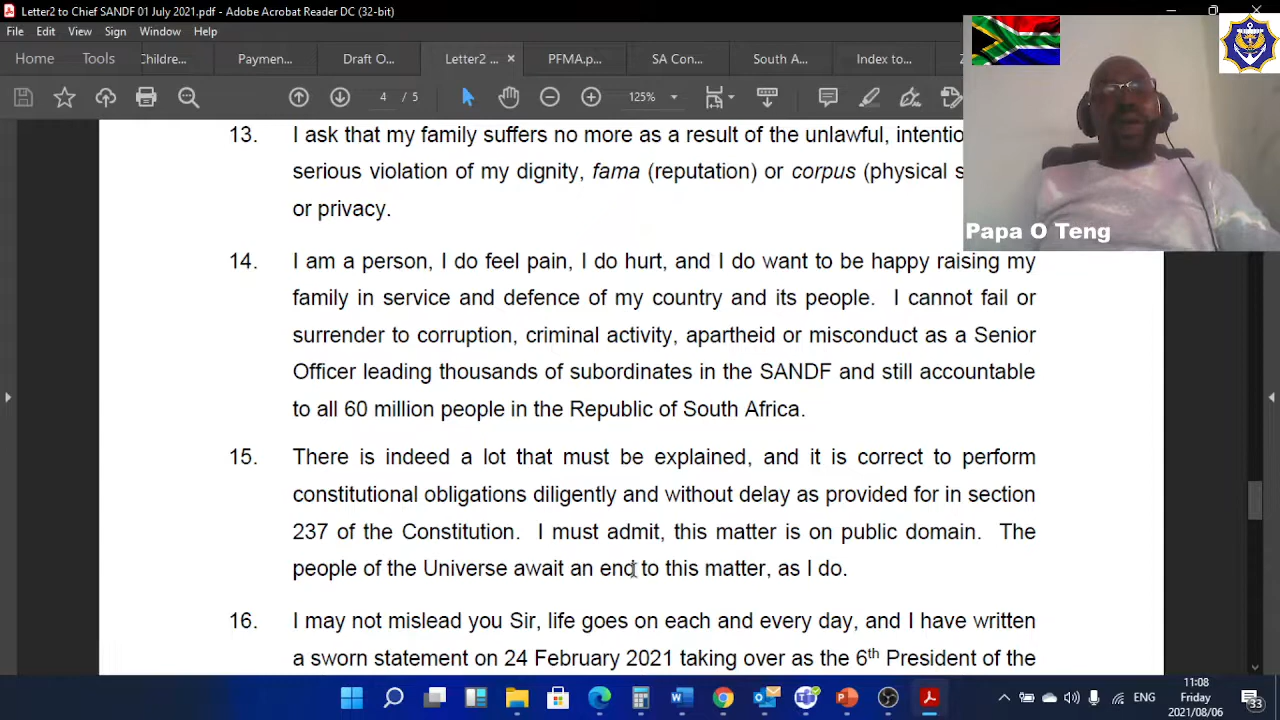 Letter2 to Chief SANDF 01 July 2021.pdf - Adobe Acrobat Reader DC (32-bit)
File Edit View Sign Window Help
Home Tools Childre... Paymen... Draft O... Letter2 ... × PFMA.p... SA Con... South A... Index to...
4 / 5 125%
13. I ask that my family suffers no more as a result of the unlawful,
serious violation of my dignity, fama (reputation) or corpus (physical
or privacy.
Papa O Teng
14. I am a person, I do feel pain, I do hurt, and I do want to be happy raising my
family in service and defence of my country and its people. I cannot fail or
surrender to corruption, criminal activity, apartheid or misconduct as a Senior
Officer leading thousands of subordinates in the SANDF and still accountable
to all 60 million people in the Republic of South Africa.
15. There is indeed a lot that must be explained, and it is correct to perform
constitutional obligations diligently and without delay as provided for in section
237 of the Constitution. I must admit, this matter is on public domain. The
people of the Universe await an end to this matter, as I do.
16. I may not mislead you Sir, life goes on each and every day, and I have written
a sworn statement on 24 February 2021 taking over as the 6th President of the
ENG
11:08
Friday
2021/08/06
33